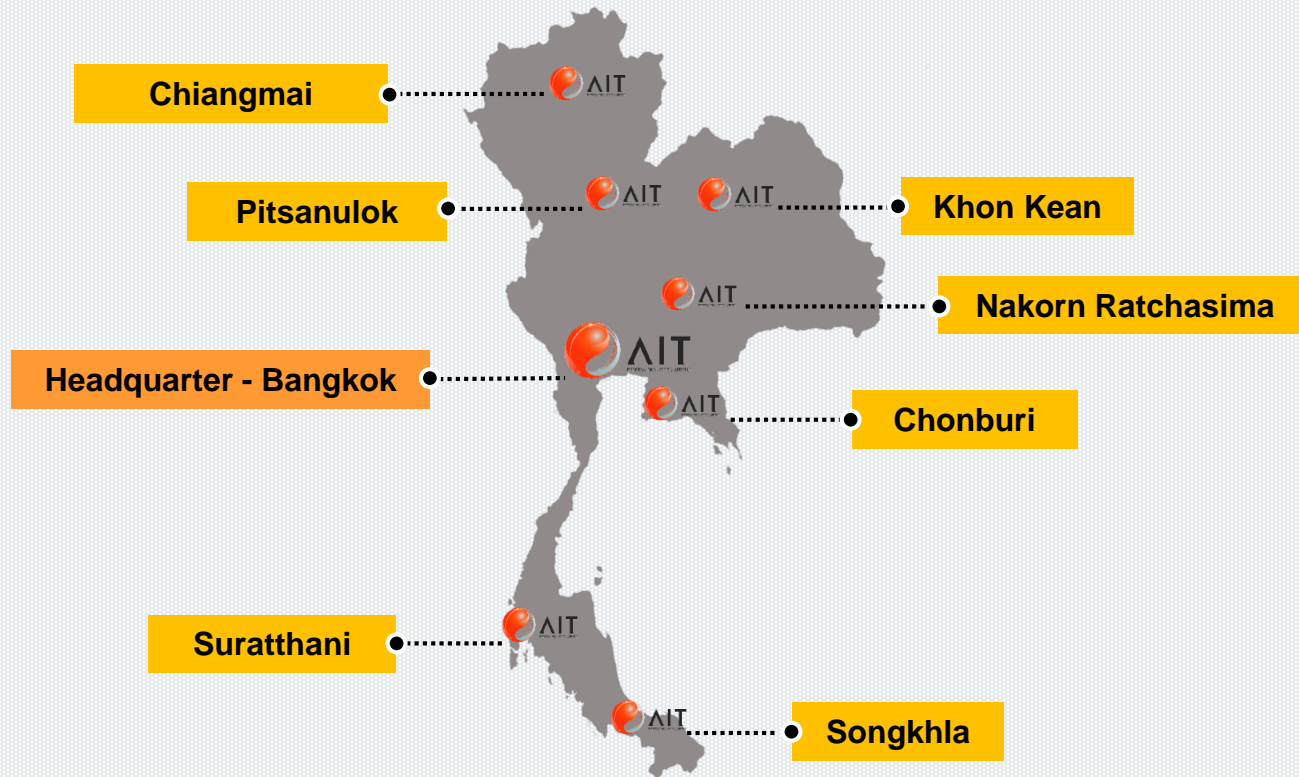 Chiangmai
AIT
Pitsanulok
AIT
AIT
Khon Kean
AIT
Nakorn Ratchasima
Headquarter - Bangkok
AIT
AIT
Chonburi
Suratthani
AIT
AIT
Songkhla